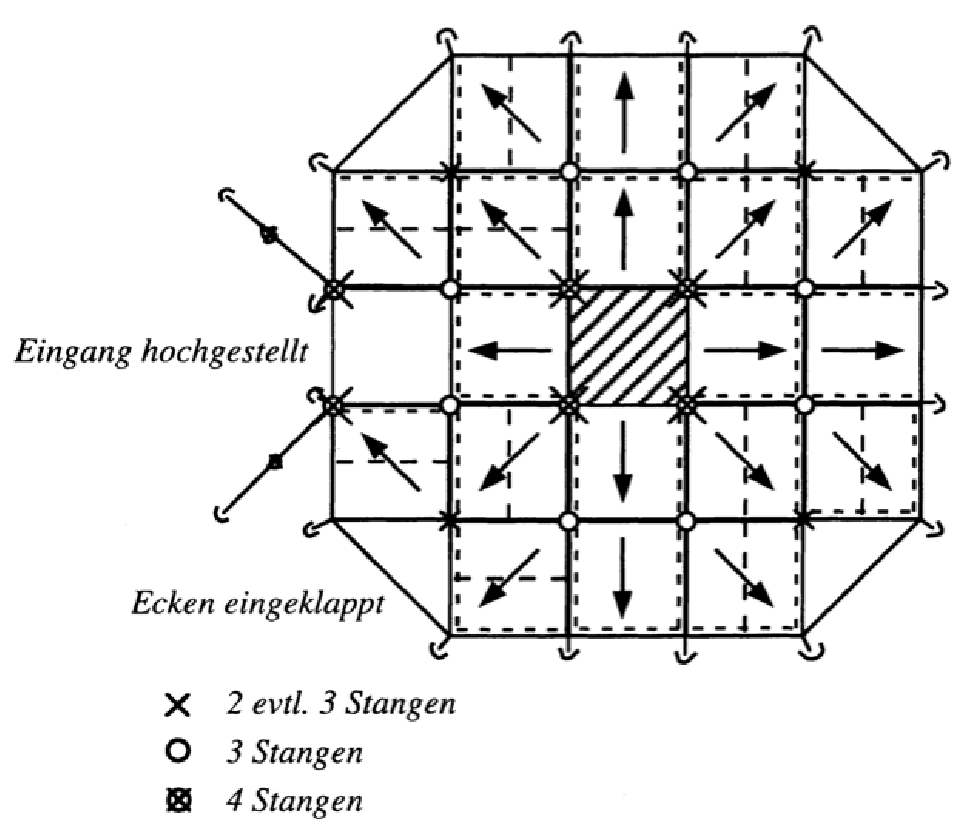 Eingang hochgestellt
Ecken eingeklappt
2 evtl. 3 Stangen
3 Stangen
4 Stangen